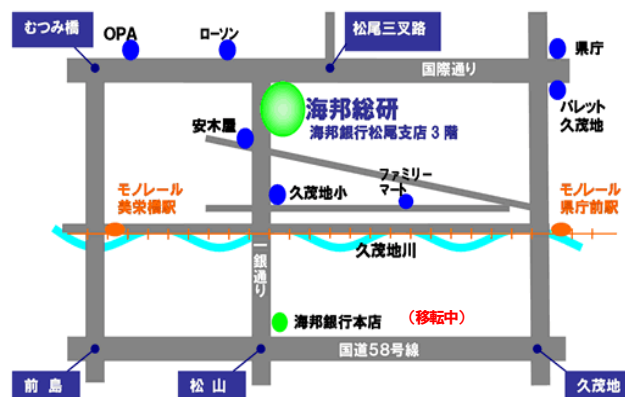 むつみ橋
OPA
ローソン
松尾三叉路
県庁
国際通り
海邦総研
海邦銀行松尾支店3階
パレット
久茂地
安木屋
ファミリー
マート
久茂地小
モノレール
美栄橋駅
モノレール
県庁前駅
久茂地川
一銀通り
海邦銀行本店
（移転中）
国道58号線
前島
松山
久茂地